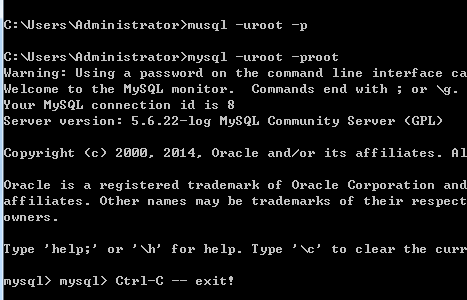 C:\Users\Administrator>musql -uroot -p
C:\Users\Administrator>mysql -uroot -proot
Warning: Using a password on the command line interface ca
Welcome to the MySQL monitor.  Commands end with ; or \g.
Your MySQL connection id is 8
Server version: 5.6.22-log MySQL Community Server (GPL)
Copyright (c) 2000, 2014, Oracle and/or its affiliates. Al
Oracle is a registered trademark of Oracle Corporation and
affiliates. Other names may be trademarks of their respect
owners.
Type 'help;' or '\h' for help. Type '\c' to clear the curr
mysql> mysql> Ctrl-C -- exit!